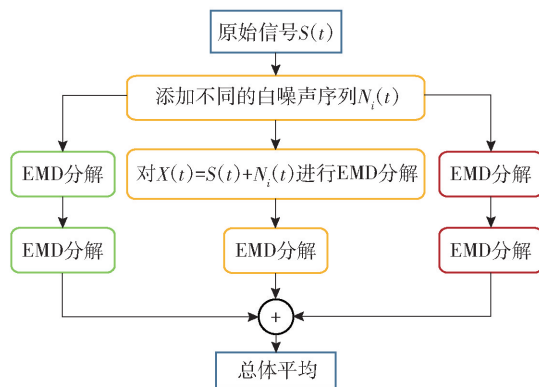 原始信号S(t)
添加不同的白噪声序列N_i(t)
EMD分解
对X(t)=S(t)+N_i(t)进行EMD分解
EMD分解
EMD分解
EMD分解
EMD分解
+
总体平均